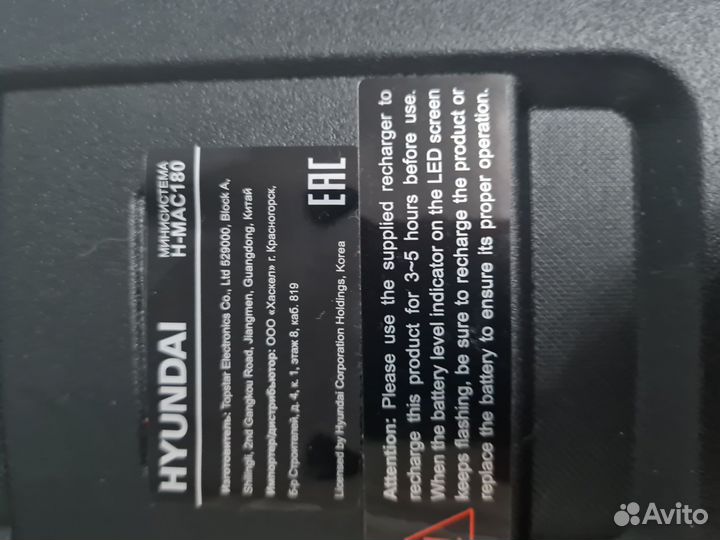 HYUNDAI
МИНИСИСТЕМА
H-MAC180
Изготовитель: Topstar Electronics Co., Ltd 529000, Block A,
Shilingli, 2nd Gangkou Road, Jiangmen, Guangdong, Китай
Импортер/дистрибьютор: ООО «Хаскел» г. Красногорск,
б-р Строителей, д. 4, к. 1, этаж 8, каб. 819
Licensed by Hyundai Corporation Holdings, Korea
EAC
Attention: Please use the supplied recharger to
recharge this product for 3~5 hours before use.
When the battery level indicator on the LED screen
keeps flashing, be sure to recharge the product or
replace the battery to ensure its proper operation.
Avito